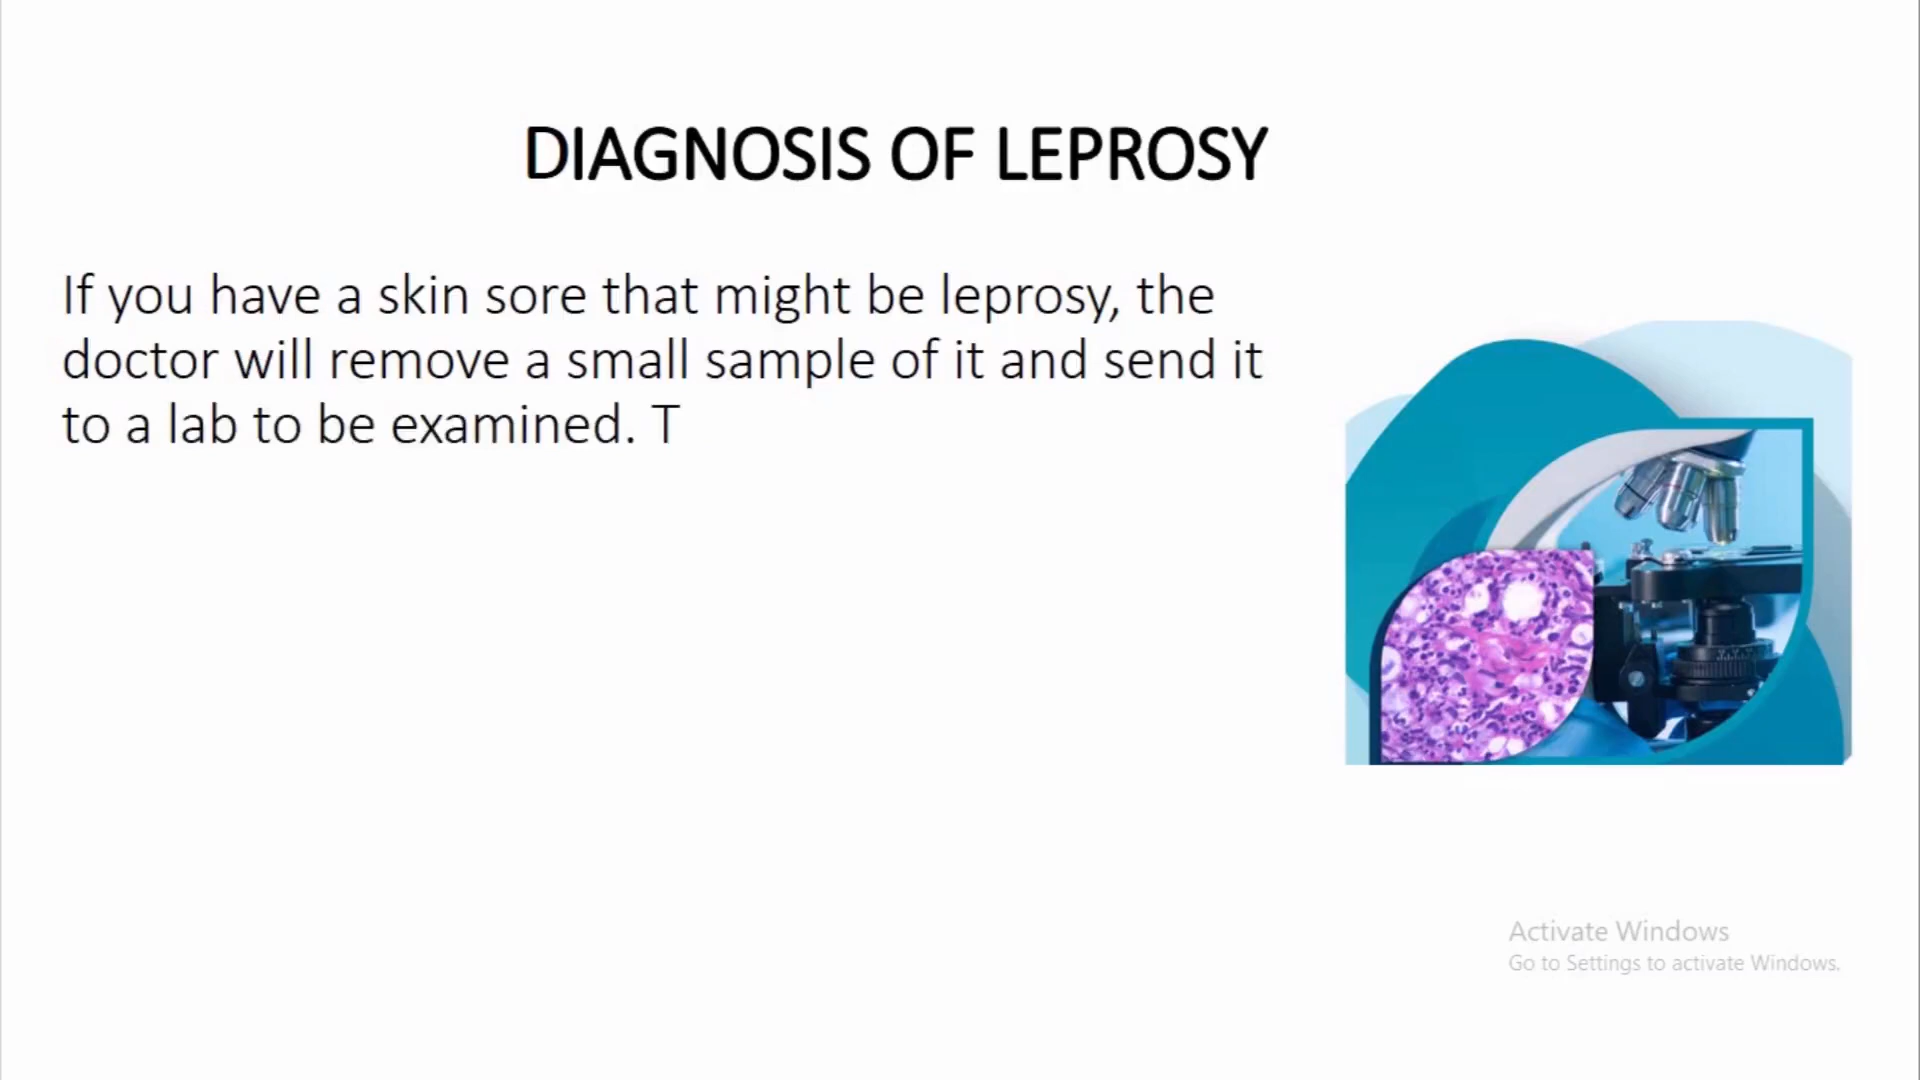 DIAGNOSIS OF LEPROSY
If you have a skin sore that might be leprosy, the
doctor will remove a small sample of it and send it
to a lab to be examined. T
Activate Windows
Go to Settings to activate Windows.